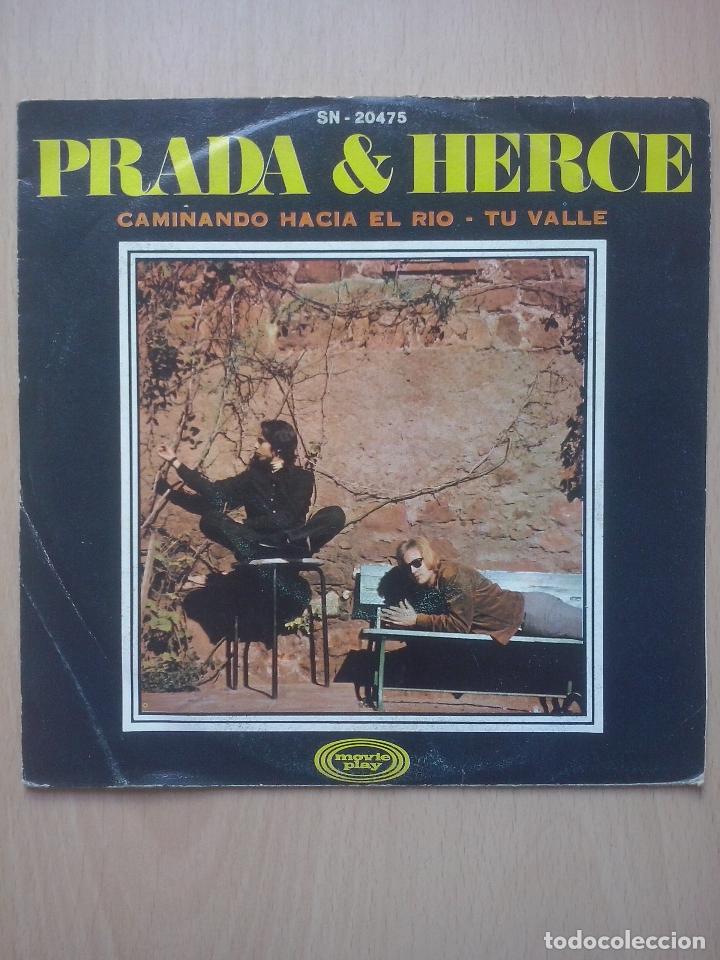 SN - 20475
PRADA & HERCE
CAMINANDO HACIA EL RIO - TU VALLE
movie
play
todocoleccion